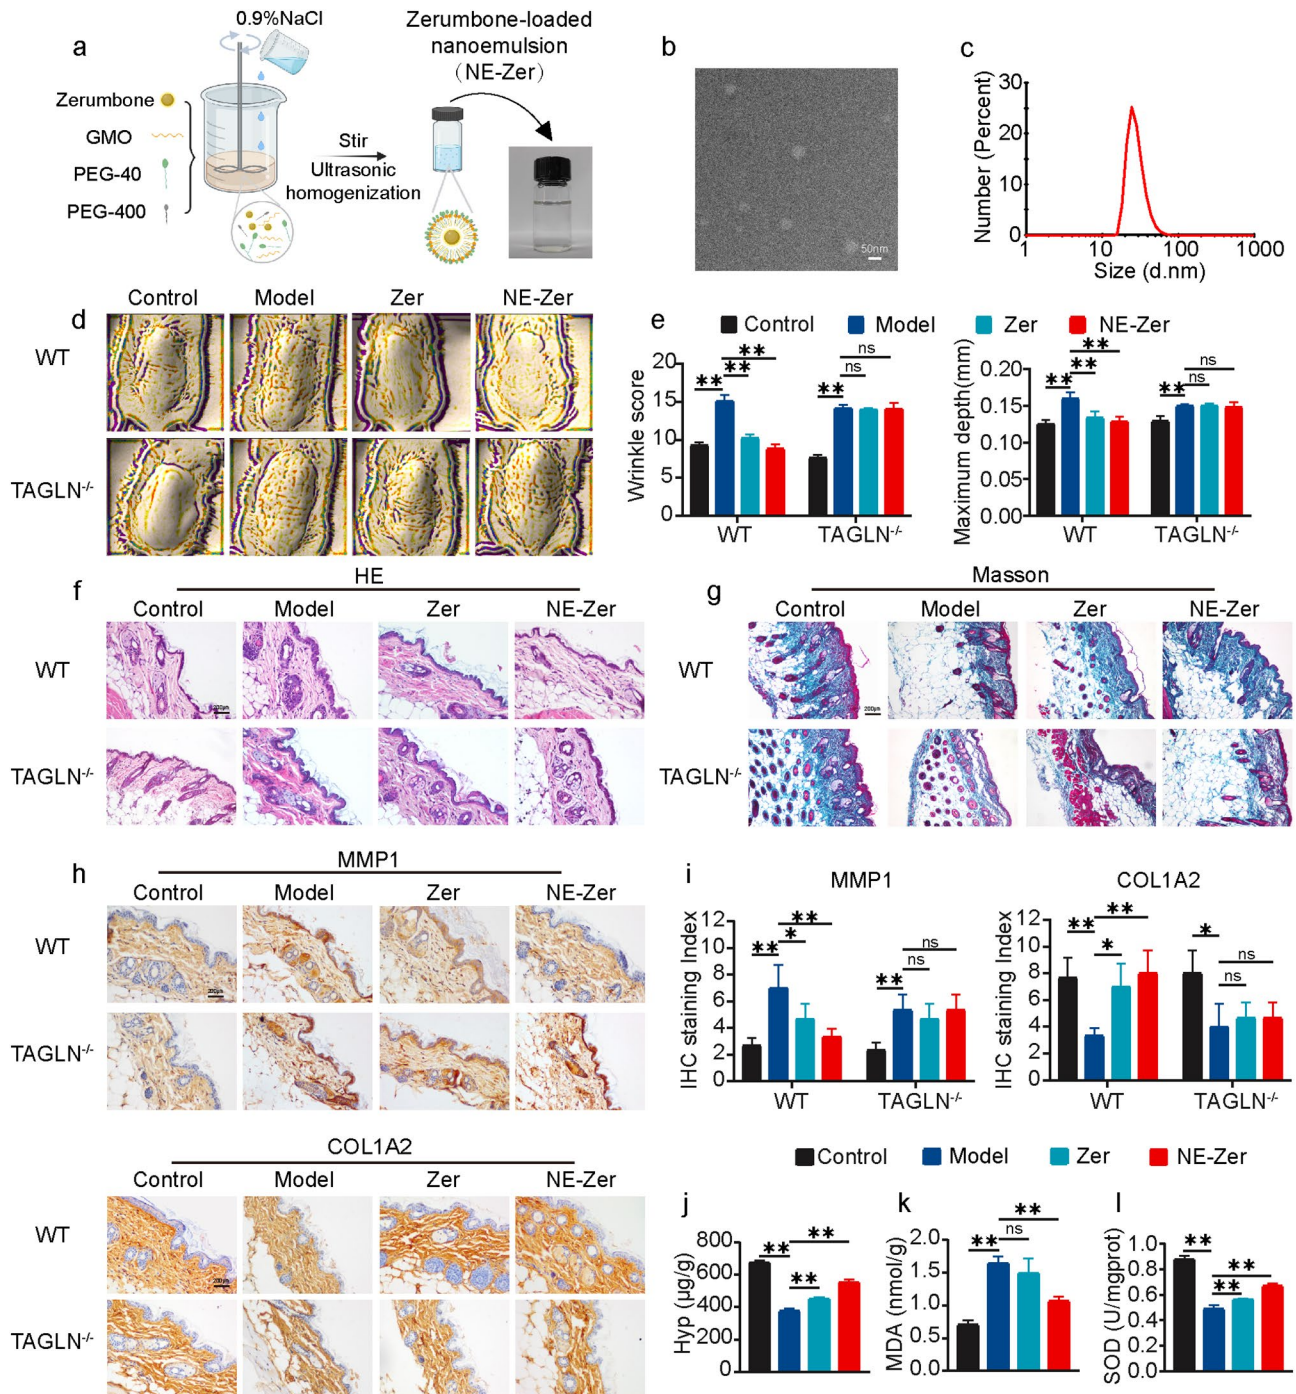 a
0.9%NaCl
Zerumbone
GMO
PEG-40
PEG-400
Stir
Ultrasonic
homogenization
Zerumbone-loaded
nanoemulsion
(NE-Zer)
b
50nm
c
Number (Percent)
30
20
10
0
1 10 100 1000
Size (d.nm)
d
Control Model Zer NE-Zer
WT
TAGLN-/-
e
Control Model Zer NE-Zer
Wrinkle score
20
15
10
5
0
** ** **
** ns ns
WT TAGLN-/-
Maximum depth(mm)
0.20
0.15
0.10
0.05
0.00
** ** **
** ns ns
WT TAGLN-/-
f
HE
Control Model Zer NE-Zer
WT
200μm
TAGLN-/-
g
Masson
Control Model Zer NE-Zer
WT
200μm
TAGLN-/-
h
MMP1
Control Model Zer NE-Zer
WT
200μm
TAGLN-/-
COL1A2
Control Model Zer NE-Zer
WT
200μm
TAGLN-/-
i
MMP1
IHC staining Index
12
10
8
6
4
2
0
** * **
** ns ns
WT TAGLN-/-
COL1A2
IHC staining Index
12
10
8
6
4
2
0
** * **
* ns ns
WT TAGLN-/-
Control Model Zer NE-Zer
j
Hyp (μg/g)
800
600
400
200
0
** ** **
k
MDA (nmol/g)
2.0
1.5
1.0
0.5
0.0
** ns **
l
SOD (U/mgprot)
1.0
0.8
0.6
0.4
0.2
0
** ** **